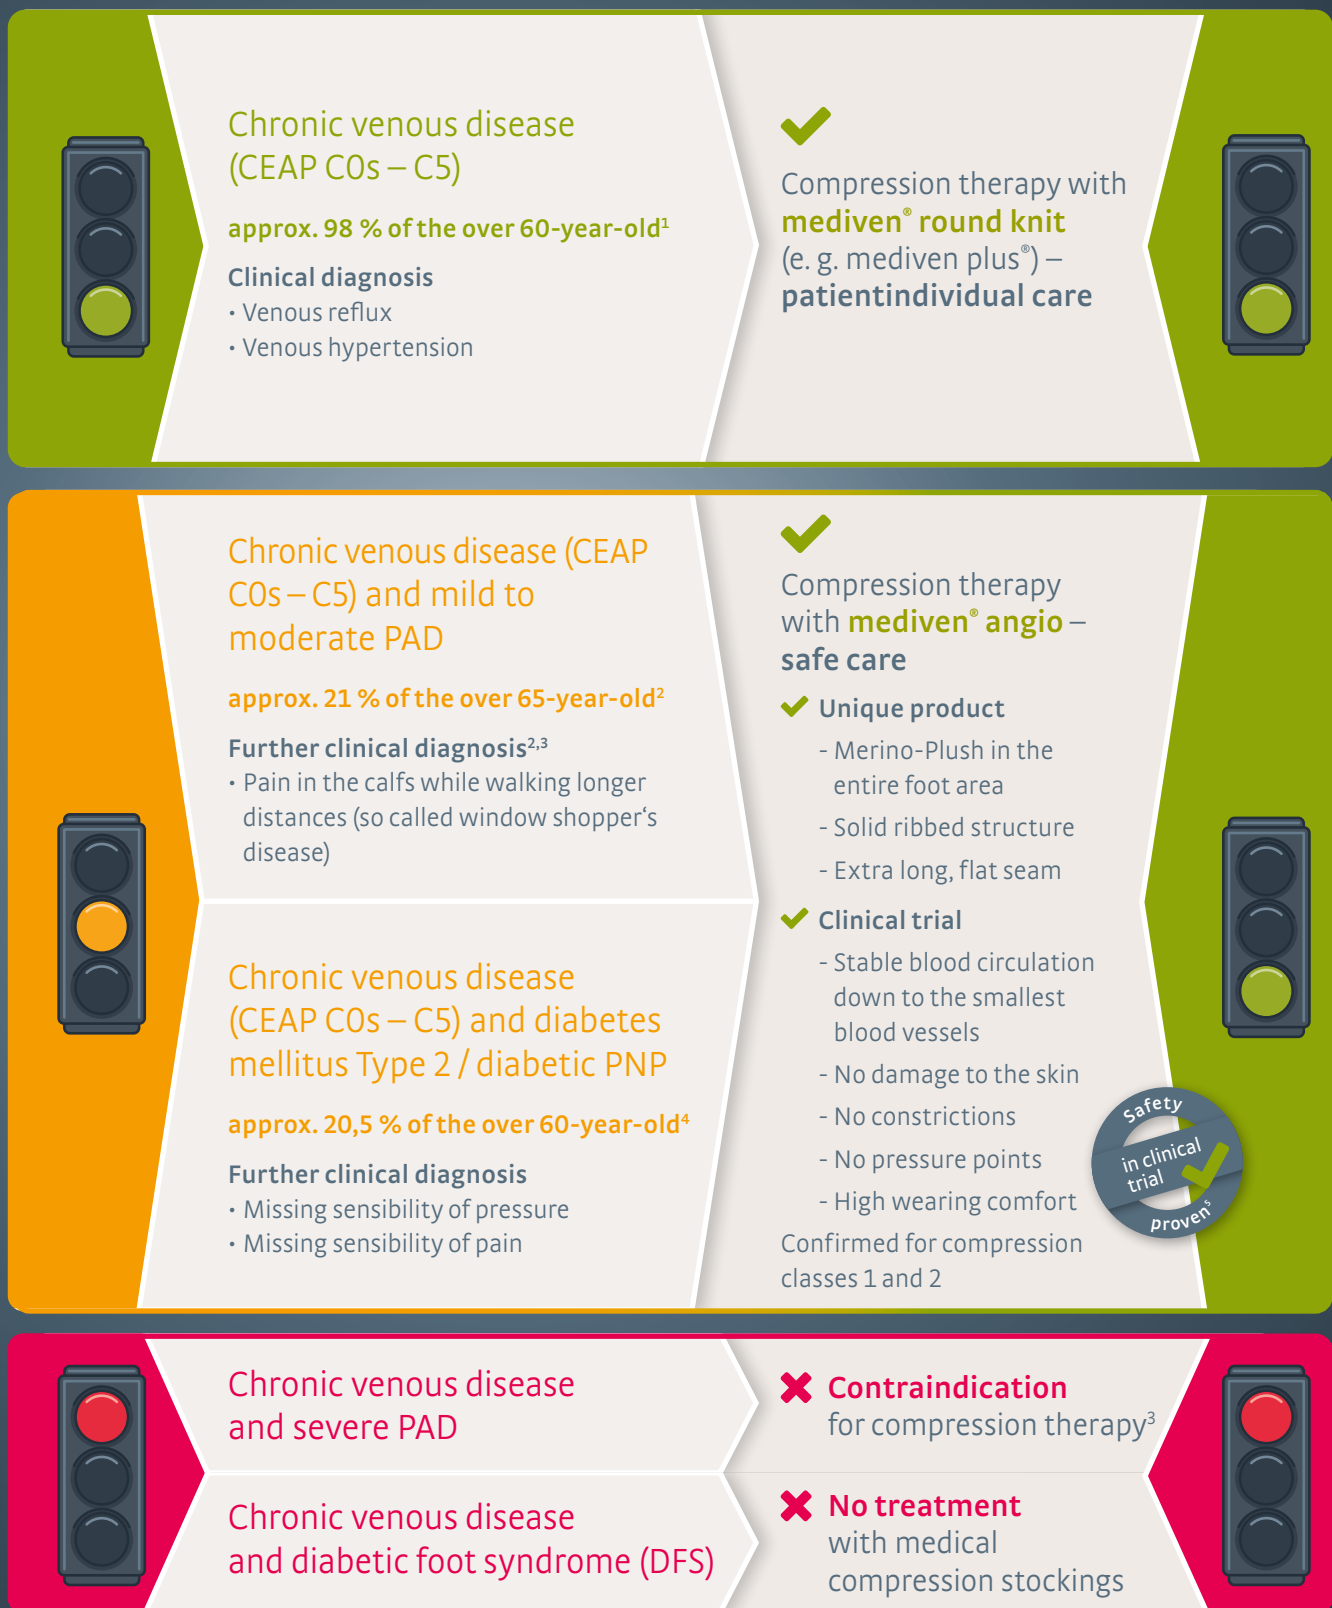 Chronic venous disease
(CEAP C0s – C5)
approx. 98 % of the over 60-year-old¹
Clinical diagnosis
• Venous reflux
• Venous hypertension
Compression therapy with
mediven® round knit
(e. g. mediven plus®) –
patientindividual care
Chronic venous disease (CEAP
C0s – C5) and mild to
moderate PAD
approx. 21 % of the over 65-year-old²
Further clinical diagnosis²,³
• Pain in the calfs while walking longer
distances (so called window shopper‘s
disease)
Chronic venous disease
(CEAP C0s – C5) and diabetes
mellitus Type 2 / diabetic PNP
approx. 20,5 % of the over 60-year-old⁴
Further clinical diagnosis
• Missing sensibility of pressure
• Missing sensibility of pain
Compression therapy
with mediven® angio –
safe care
Unique product
- Merino-Plush in the
entire foot area
- Solid ribbed structure
- Extra long, flat seam
Clinical trial
- Stable blood circulation
down to the smallest
blood vessels
- No damage to the skin
- No constrictions
- No pressure points
- High wearing comfort
Confirmed for compression
classes 1 and 2
Safety
in clinical
trial
proven⁵
Chronic venous disease
and severe PAD
Contraindication
for compression therapy³
Chronic venous disease
and diabetic foot syndrome (DFS)
No treatment
with medical
compression stockings